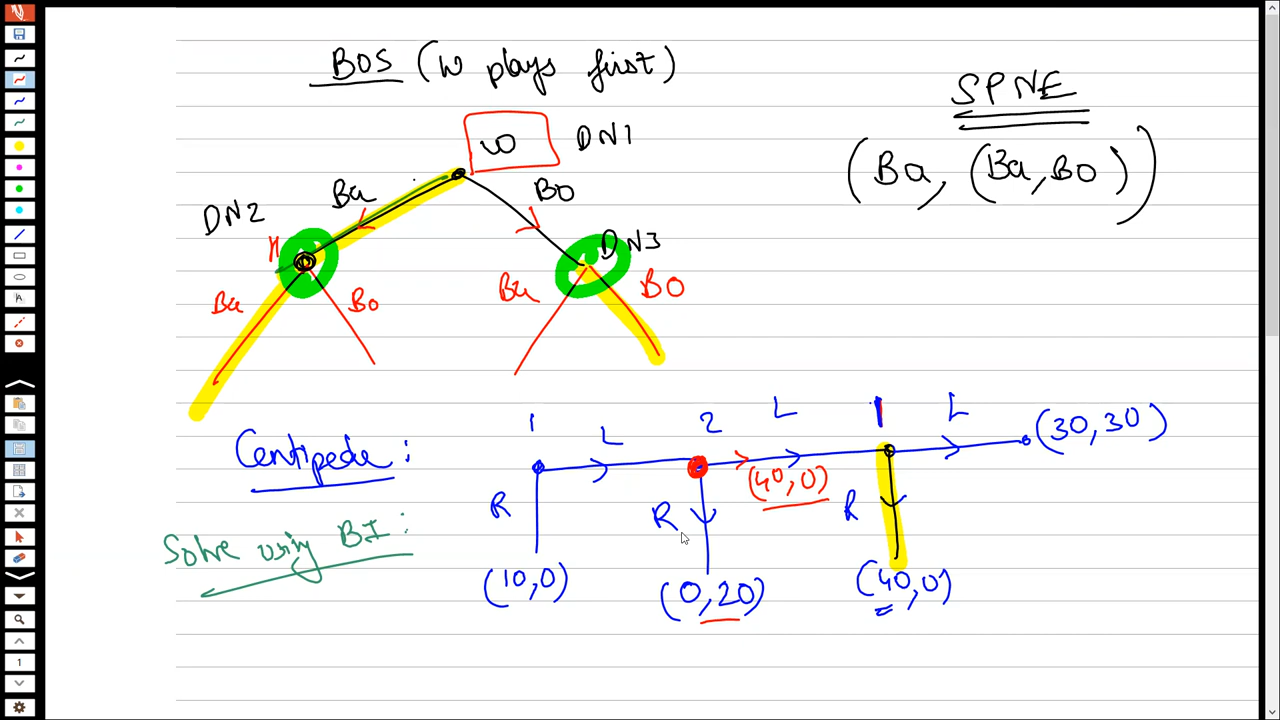 BOS (W plays first)
SPNE
(Ba, (Ba, Bo))
W DN1
Ba Bo
DN2 DN3
H
Ba Bo Ba Bo
1 L 2 L 1 L (30, 30)
Centipede :
R R (40, 0) R
Solve using BI :
(10, 0) (0, 20) (40, 0)
1